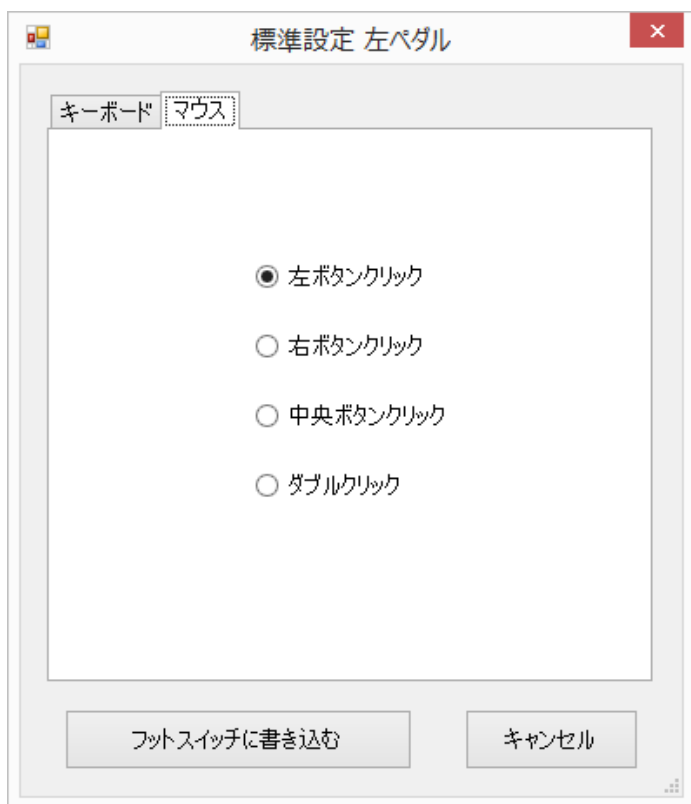 標準設定 左ペダル
キーボード マウス
左ボタンクリック
右ボタンクリック
中央ボタンクリック
ダブルクリック
フットスイッチに書き込む キャンセル